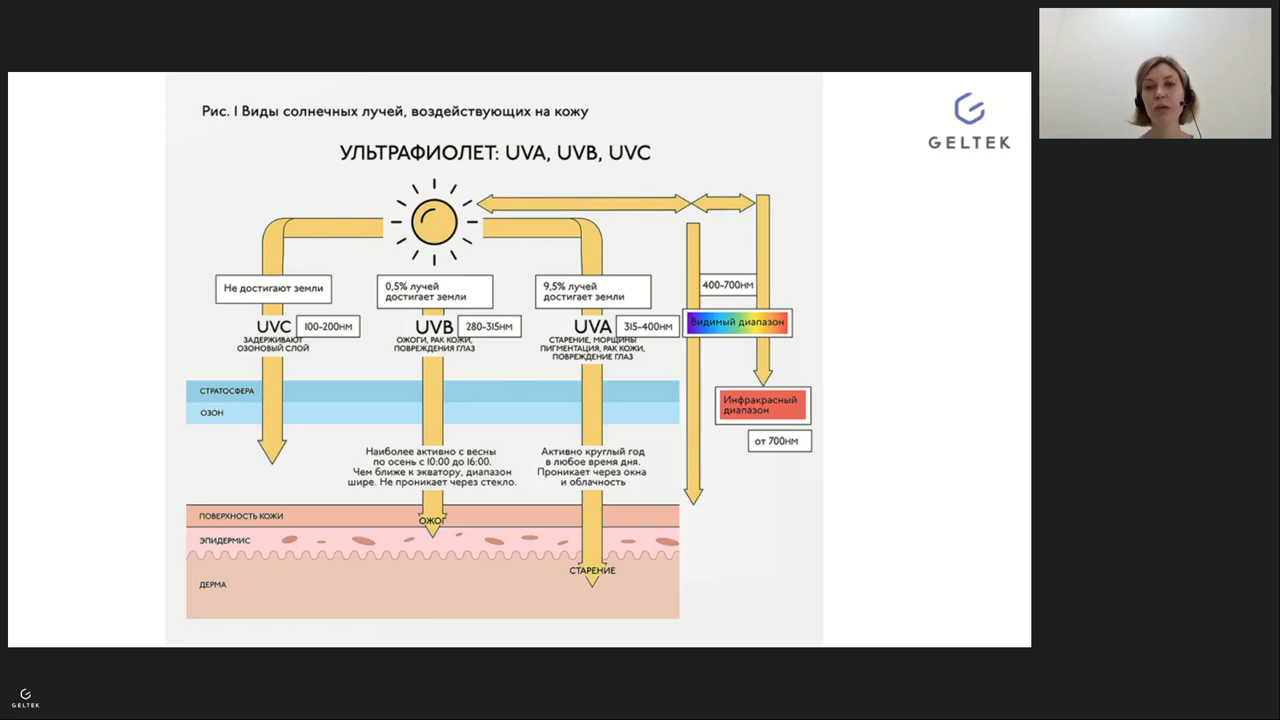 Рис. 1 Виды солнечных лучей, воздействующих на кожу
GELTEK
УЛЬТРАФИОЛЕТ: UVA, UVB, UVC
Не достигают земли
0,5% лучей
достигает земли
9,5% лучей
достигает земли
400-700НМ
UVC
100-200НМ
ЗАДЕРЖИВАЮТ
ОЗОНОВЫЙ СЛОЙ
UVB
280-315НМ
ОЖОГИ, РАК КОЖИ,
ПОВРЕЖДЕНИЯ ГЛАЗ
UVA
315-400НМ
СТАРЕНИЕ, МОРЩИНЫ
ПИГМЕНТАЦИЯ, РАК КОЖИ,
ПОВРЕЖДЕНИЕ ГЛАЗ
Видимый диапазон
СТРАТОСФЕРА
ОЗОН
Инфракрасный
диапазон
от 700НМ
Наиболее активно с весны
по осень с 10:00 до 16:00.
Чем ближе к экватору, диапазон
шире. Не проникает через стекло.
Активно круглый год
в любое время дня.
Проникает через окна
и облачность
ПОВЕРХНОСТЬ КОЖИ
ОЖОГ
ЭПИДЕРМИС
СТАРЕНИЕ
ДЕРМА
GELTEK